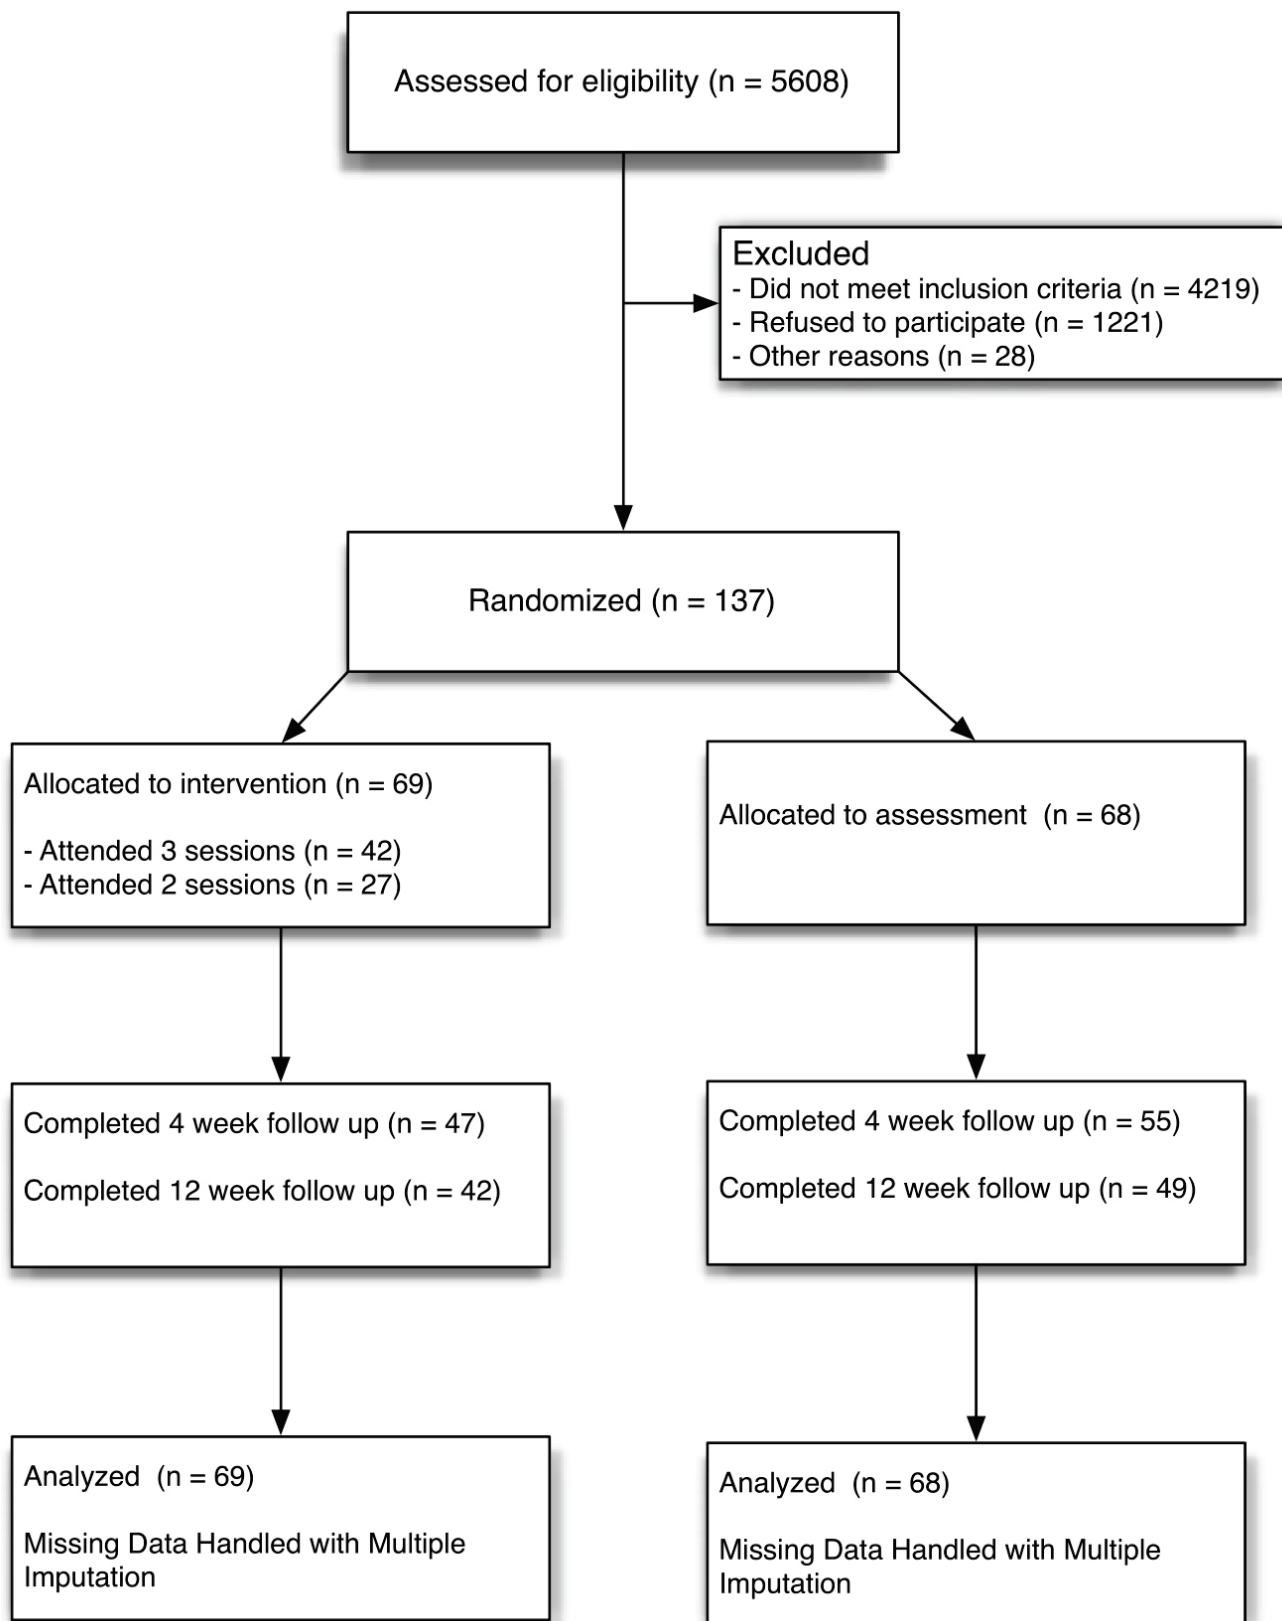 Assessed for eligibility (n = 5608)
Excluded
- Did not meet inclusion criteria (n = 4219)
- Refused to participate (n = 1221)
- Other reasons (n = 28)
Randomized (n = 137)
Allocated to intervention (n = 69)
- Attended 3 sessions (n = 42)
- Attended 2 sessions (n = 27)
Allocated to assessment  (n = 68)
Completed 4 week follow up (n = 47)
Completed 12 week follow up (n = 42)
Completed 4 week follow up (n = 55)
Completed 12 week follow up (n = 49)
Analyzed  (n = 69)
Missing Data Handled with Multiple
Imputation
Analyzed  (n = 68)
Missing Data Handled with Multiple
Imputation